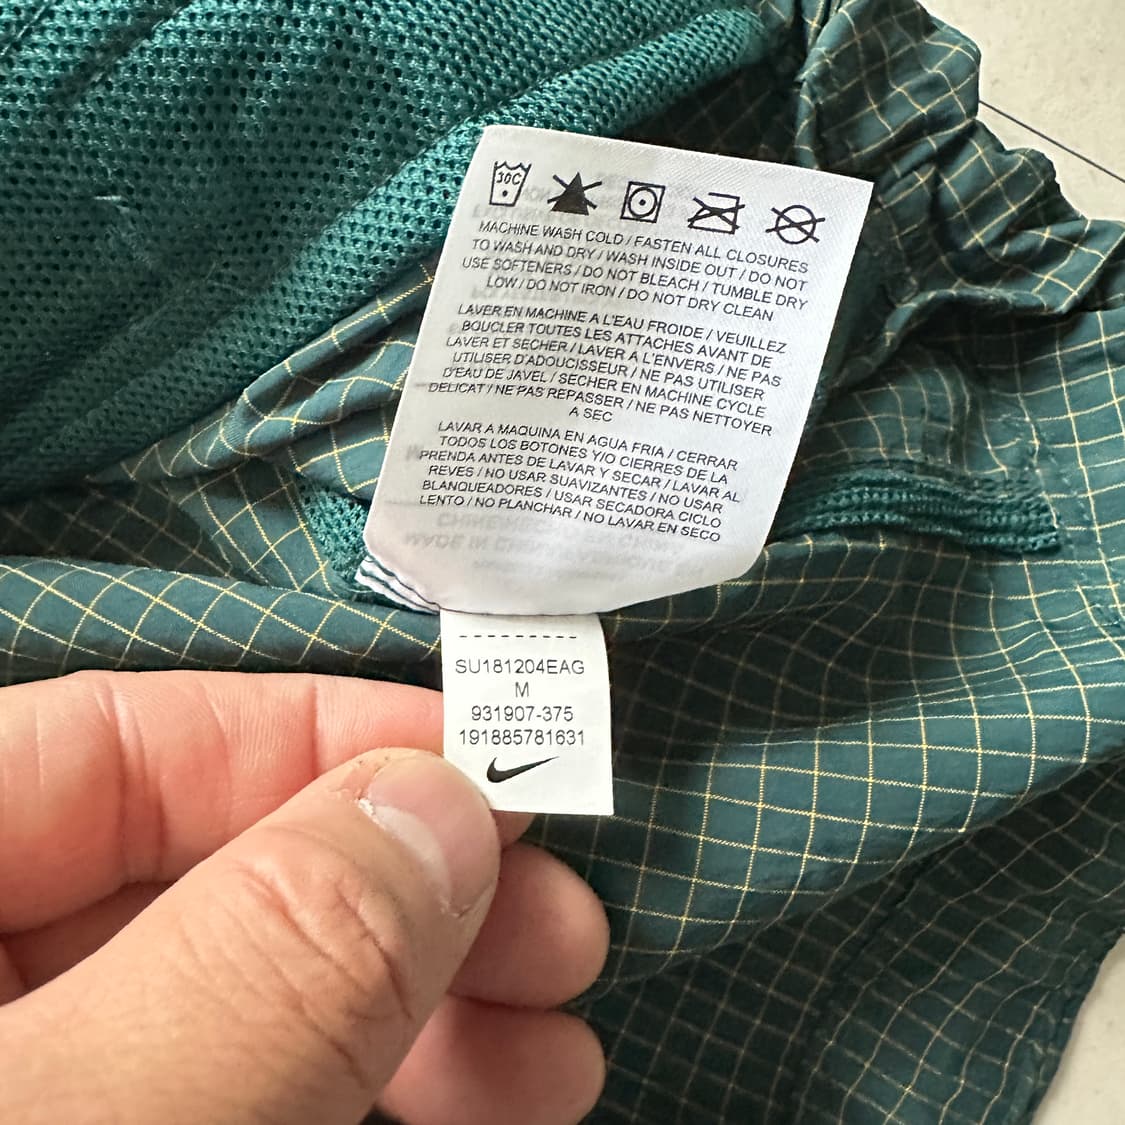 30C
MACHINE WASH COLD / FASTEN ALL CLOSURES
TO WASH AND DRY / WASH INSIDE OUT / DO NOT
USE SOFTENERS / DO NOT BLEACH / TUMBLE DRY
LOW / DO NOT IRON / DO NOT DRY CLEAN
LAVER EN MACHINE A L'EAU FROIDE / VEUILLEZ
BOUCLER TOUTES LES ATTACHES AVANT DE
LAVER ET SECHER / LAVER A L'ENVERS / NE PAS
UTILISER D'ADOUCISSEUR / NE PAS UTILISER
D'EAU DE JAVEL / SECHER EN MACHINE CYCLE
DELICAT / NE PAS REPASSER / NE PAS NETTOYER
A SEC
LAVAR A MAQUINA EN AGUA FRIA / CERRAR
TODOS LOS BOTONES Y/O CIERRES DE LA
PRENDA ANTES DE LAVAR Y SECAR / LAVAR AL
REVES / NO USAR SUAVIZANTES / NO USAR
BLANQUEADORES / USAR SECADORA CICLO
LENTO / NO PLANCHAR / NO LAVAR EN SECO
SU181204EAG
M
931907-375
191885781631